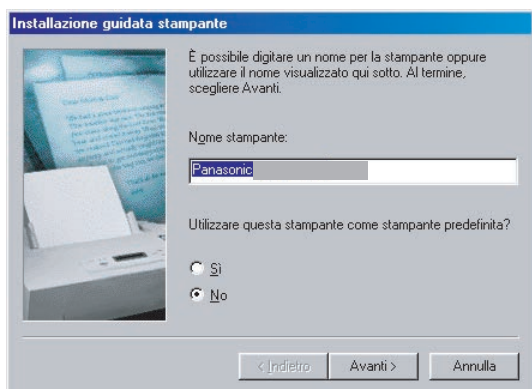 Installazione guidata stampante
È possibile digitare un nome per la stampante oppure
utilizzare il nome visualizzato qui sotto. Al termine,
scegliere Avanti.
Nome stampante:
Panasonic
Utilizzare questa stampante come stampante predefinita?
Sì
No
< Indietro
Avanti >
Annulla